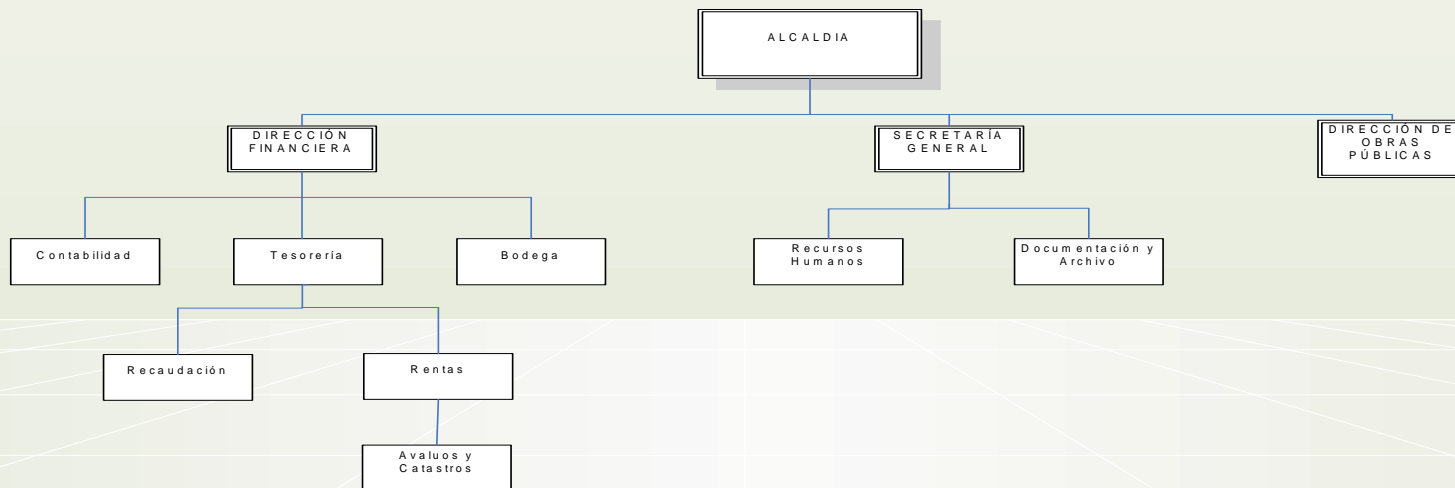 ALCALDIA
DIRECCIÓN
FINANCIERA
SECRETARÍA
GENERAL
DIRECCIÓN DE
OBRAS
PÚBLICAS
Contabilidad
Tesorería
Bodega
Recursos
Humanos
Documentación y
Archivo
Recaudación
Rentas
Avaluos y
Catastros